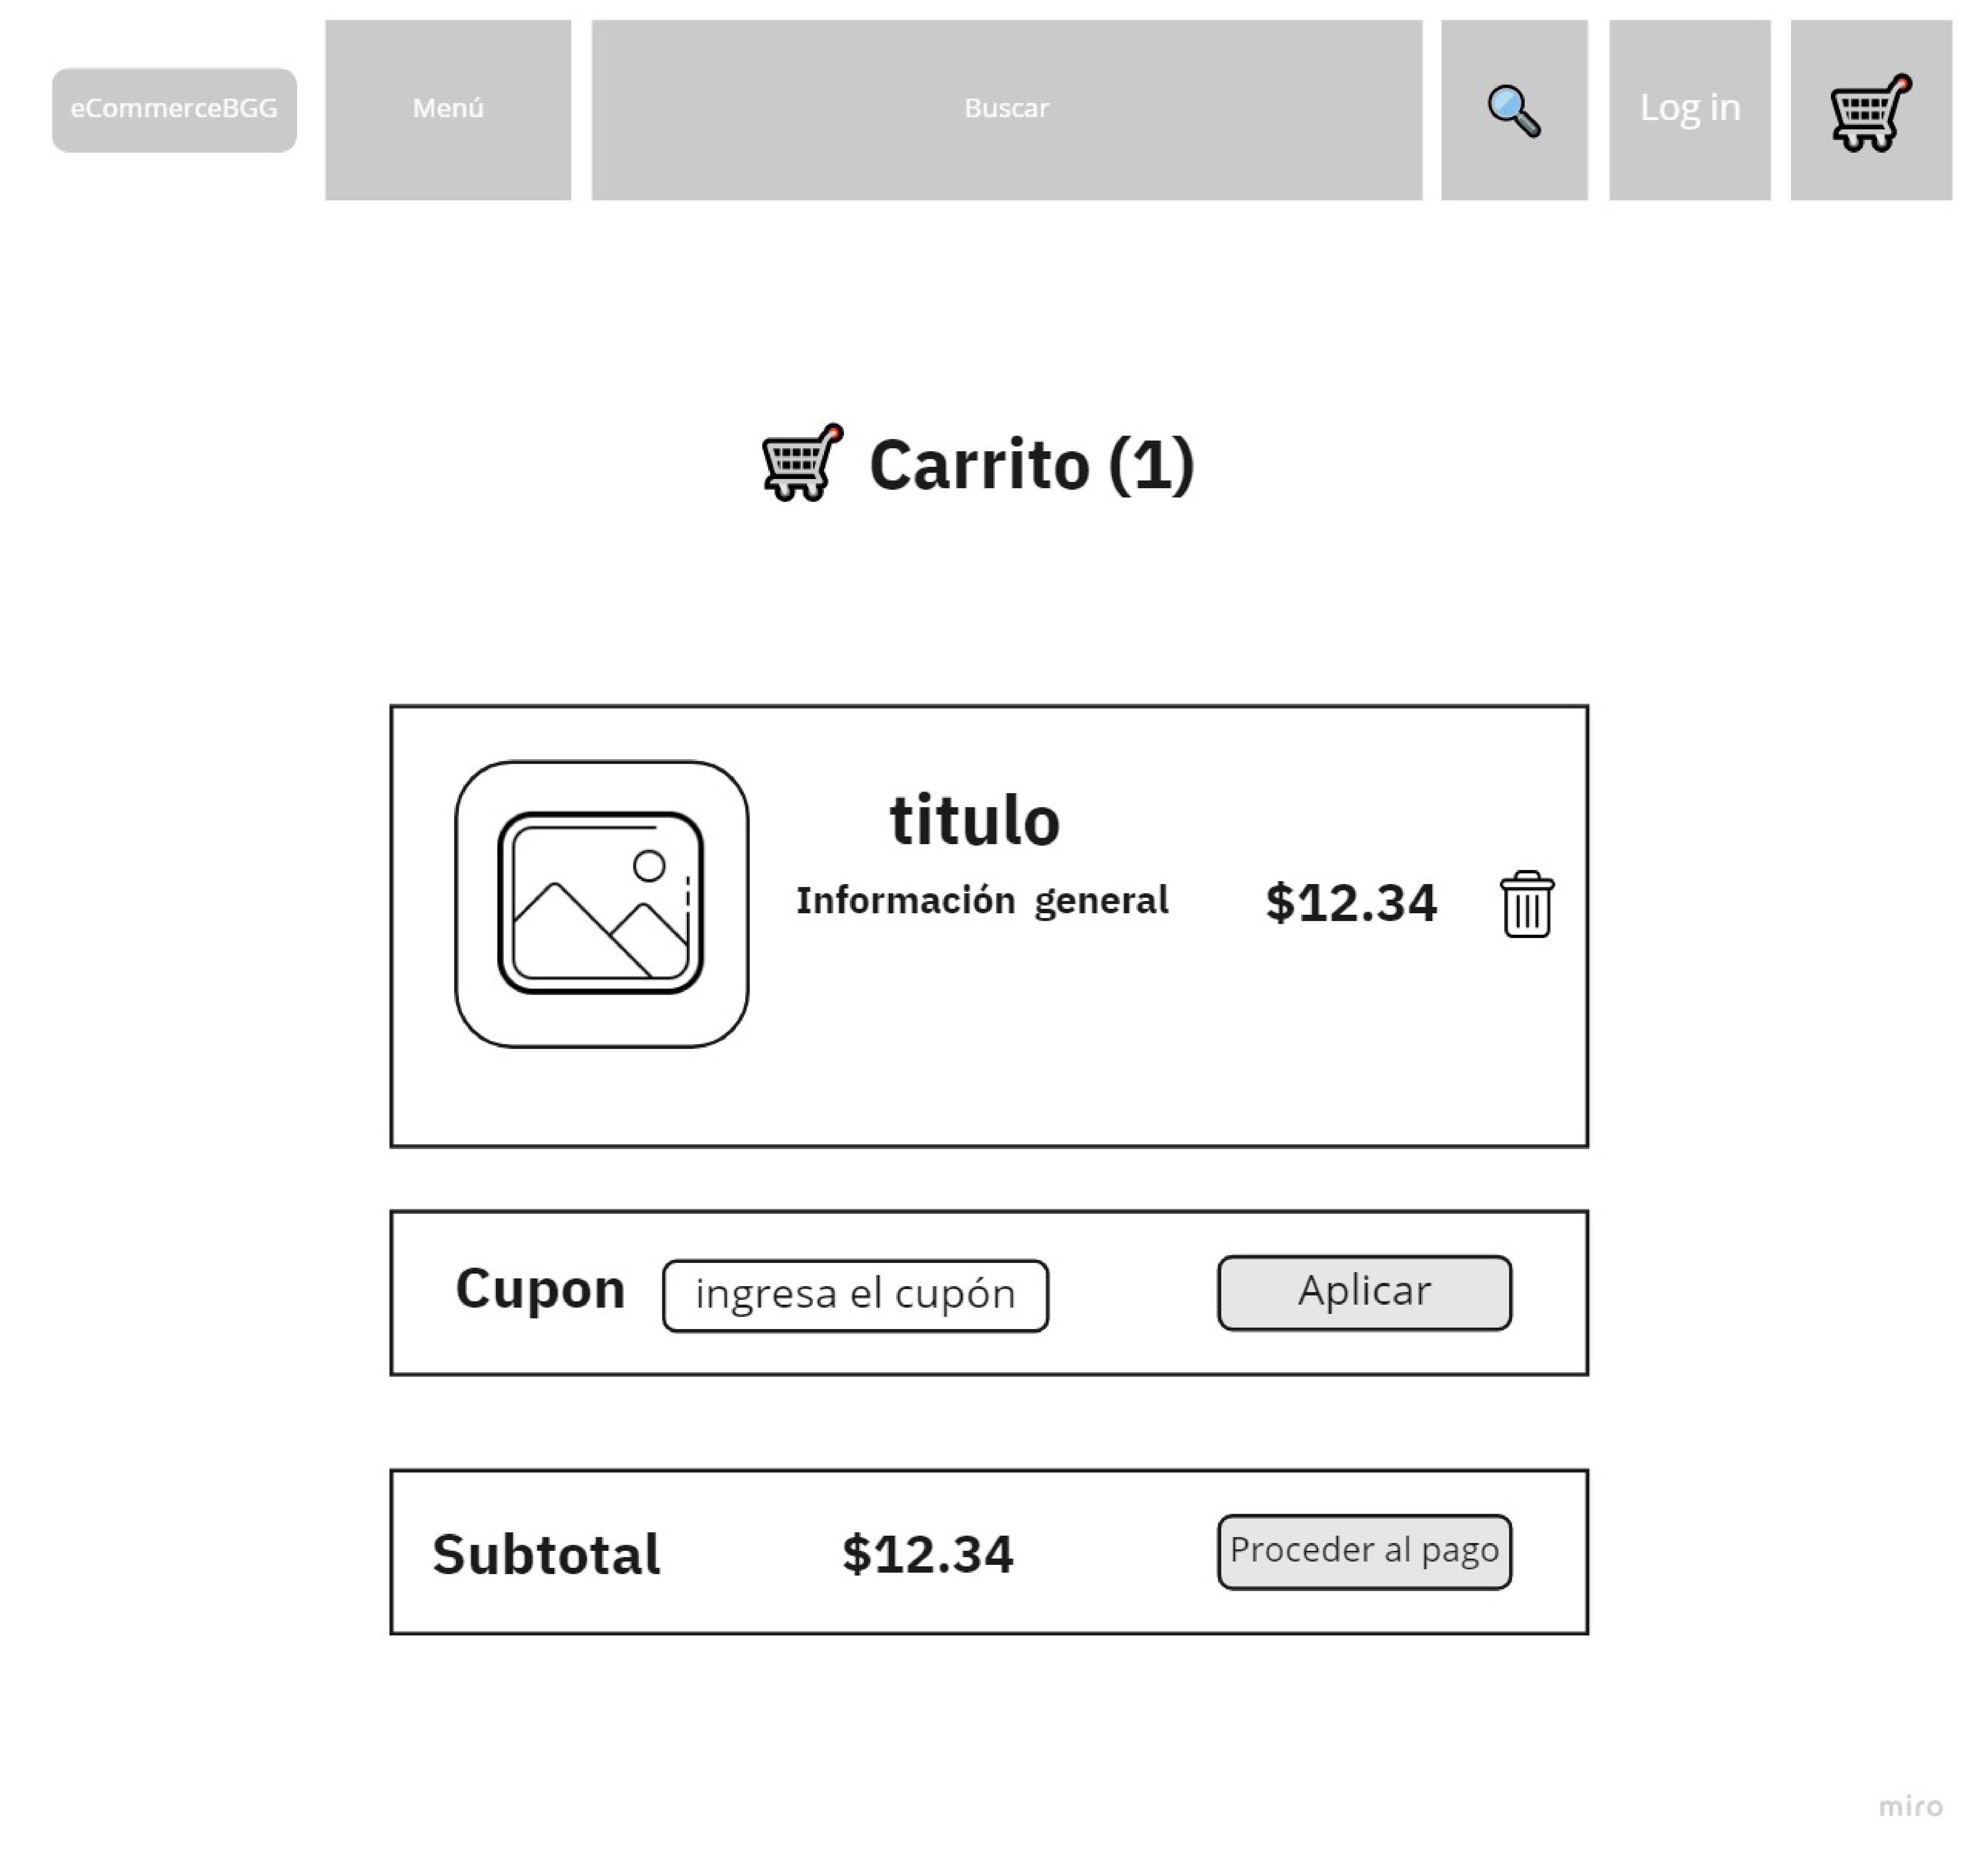 eCommerceBGG
Menú
Buscar
Log in
Carrito (1)
titulo
Información general
$12.34
Cupon
ingresa el cupón
Aplicar
Subtotal
$12.34
Proceder al pago
miro